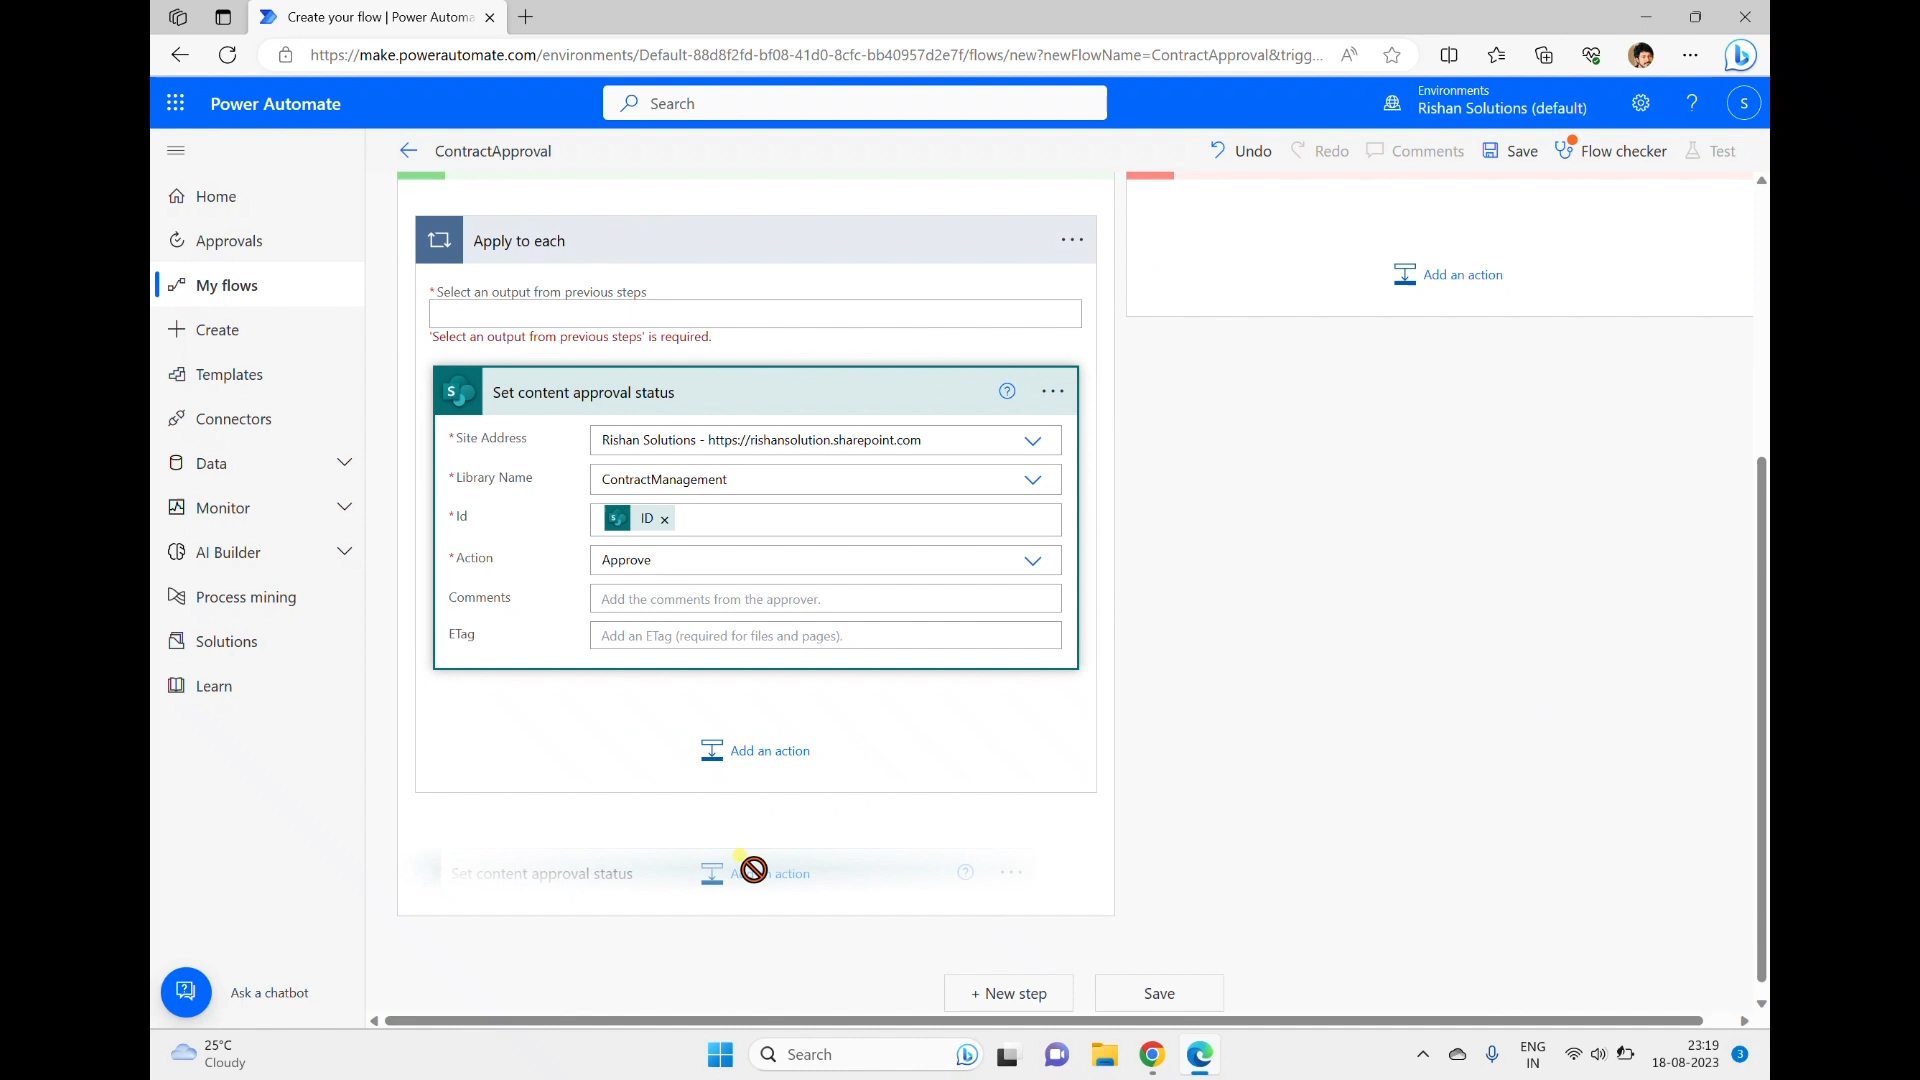 Create your flow | Power Automa
https://make.powerautomate.com/environments/Default-88d8f2fd-bf08-41d0-8cfc-bb40957d2e7f/flows/new?newFlowName=ContractApproval&trigg...
Power Automate
Search
Environments
Rishan Solutions (default)
?
S
ContractApproval
Undo
Redo
Comments
Save
Flow checker
Test
Home
Approvals
My flows
Create
Templates
Connectors
Data
Monitor
AI Builder
Process mining
Solutions
Learn
Ask a chatbot
Apply to each
* Select an output from previous steps
'Select an output from previous steps' is required.
S
Set content approval status
?
* Site Address
Rishan Solutions - https://rishansolution.sharepoint.com
* Library Name
ContractManagement
* Id
ID
* Action
Approve
Comments
Add the comments from the approver.
ETag
Add an ETag (required for files and pages).
Add an action
Set content approval status
action
Add an action
+ New step
Save
25°C
Cloudy
Search
ENG
IN
23:19
18-08-2023
3